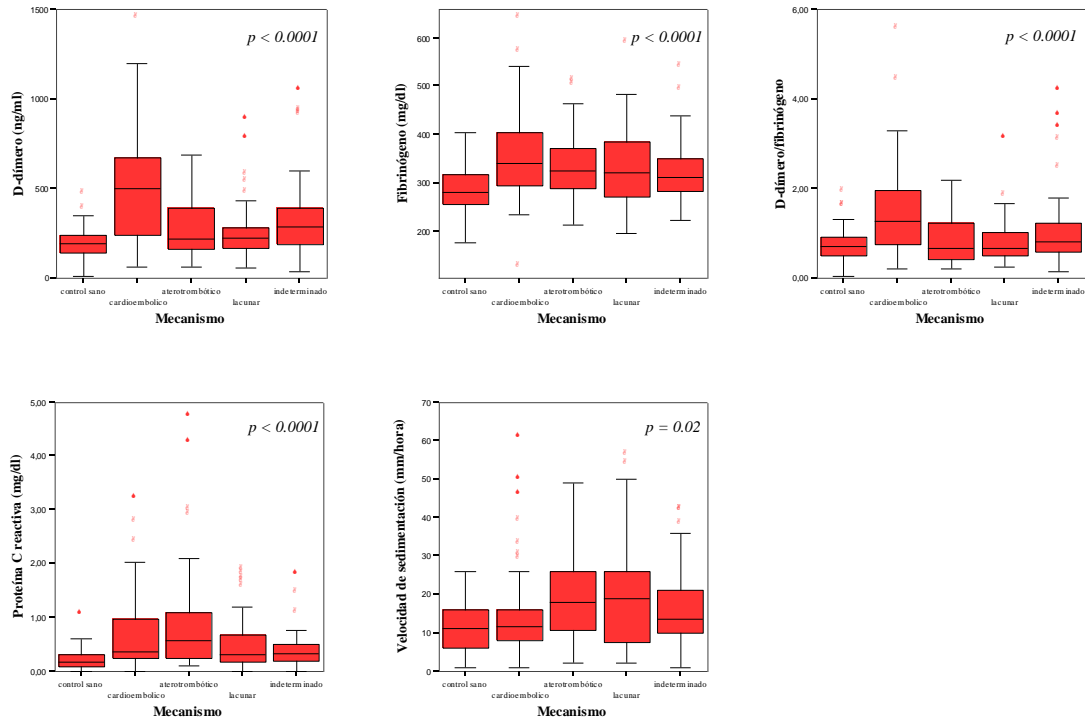 D-dímero (ng/ml)
1500
1000
500
0
p < 0.0001
control sano
cardioembolico
aterotrombótico
lacunar
indeterminado
Mecanismo
Fibrinógeno (mg/dl)
600
500
400
300
200
p < 0.0001
control sano
cardioembolico
aterotrombótico
lacunar
indeterminado
Mecanismo
D-dímero/fibrinógeno
6,00
4,00
2,00
0,00
p < 0.0001
control sano
cardioembolico
aterotrombótico
lacunar
indeterminado
Mecanismo
Proteína C reactiva (mg/dl)
5,00
4,00
3,00
2,00
1,00
0,00
p < 0.0001
control sano
cardioembolico
aterotrombótico
lacunar
indeterminado
Mecanismo
Velocidad de sedimentación (mm/hora)
70
60
50
40
30
20
10
0
p = 0.02
control sano
cardioembolico
aterotrombótico
lacunar
indeterminado
Mecanismo